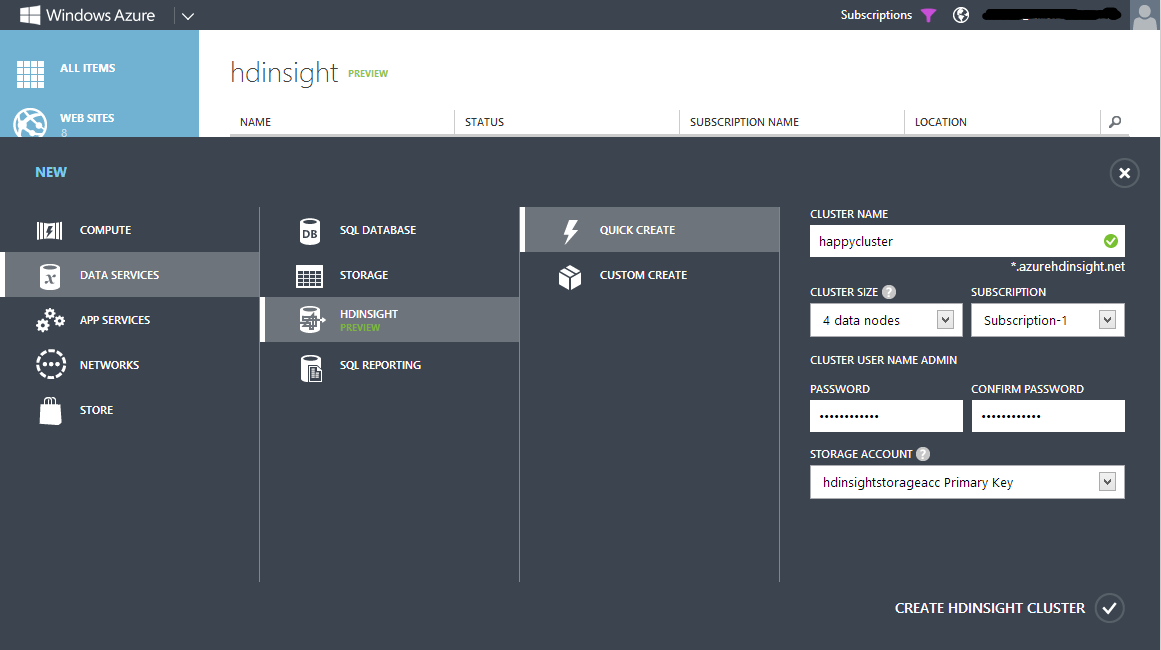 Windows Azure
Subscriptions
ALL ITEMS
WEB SITES
8
hdinsight PREVIEW
NAME STATUS SUBSCRIPTION NAME LOCATION
NEW
COMPUTE
DATA SERVICES
APP SERVICES
NETWORKS
STORE
SQL DATABASE
STORAGE
HDINSIGHT
PREVIEW
SQL REPORTING
QUICK CREATE
CUSTOM CREATE
CLUSTER NAME
happycluster
*.azurehdinsight.net
CLUSTER SIZE ? SUBSCRIPTION
4 data nodes Subscription-1
CLUSTER USER NAME ADMIN
PASSWORD CONFIRM PASSWORD
•••••••••••• ••••••••••••
STORAGE ACCOUNT ?
hdinsightstorageacc Primary Key
CREATE HDINSIGHT CLUSTER